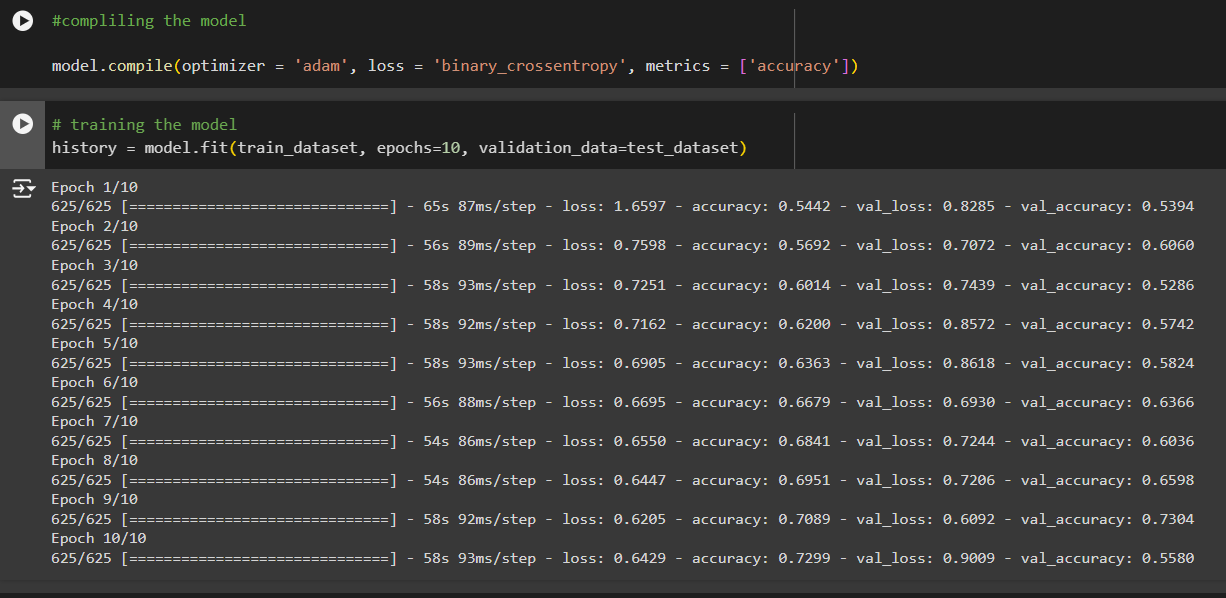 #compliling the model
model.compile(optimizer = 'adam', loss = 'binary_crossentropy', metrics = ['accuracy'])
# training the model
history = model.fit(train_dataset, epochs=10, validation_data=test_dataset)
Epoch 1/10
625/625 [==============================] - 65s 87ms/step - loss: 1.6597 - accuracy: 0.5442 - val_loss: 0.8285 - val_accuracy: 0.5394
Epoch 2/10
625/625 [==============================] - 56s 89ms/step - loss: 0.7598 - accuracy: 0.5692 - val_loss: 0.7072 - val_accuracy: 0.6060
Epoch 3/10
625/625 [==============================] - 58s 93ms/step - loss: 0.7251 - accuracy: 0.6014 - val_loss: 0.7439 - val_accuracy: 0.5286
Epoch 4/10
625/625 [==============================] - 58s 92ms/step - loss: 0.7162 - accuracy: 0.6200 - val_loss: 0.8572 - val_accuracy: 0.5742
Epoch 5/10
625/625 [==============================] - 58s 93ms/step - loss: 0.6905 - accuracy: 0.6363 - val_loss: 0.8618 - val_accuracy: 0.5824
Epoch 6/10
625/625 [==============================] - 56s 88ms/step - loss: 0.6695 - accuracy: 0.6679 - val_loss: 0.6930 - val_accuracy: 0.6366
Epoch 7/10
625/625 [==============================] - 54s 86ms/step - loss: 0.6550 - accuracy: 0.6841 - val_loss: 0.7244 - val_accuracy: 0.6036
Epoch 8/10
625/625 [==============================] - 54s 86ms/step - loss: 0.6447 - accuracy: 0.6951 - val_loss: 0.7206 - val_accuracy: 0.6598
Epoch 9/10
625/625 [==============================] - 58s 92ms/step - loss: 0.6205 - accuracy: 0.7089 - val_loss: 0.6092 - val_accuracy: 0.7304
Epoch 10/10
625/625 [==============================] - 58s 93ms/step - loss: 0.6429 - accuracy: 0.7299 - val_loss: 0.9009 - val_accuracy: 0.5580